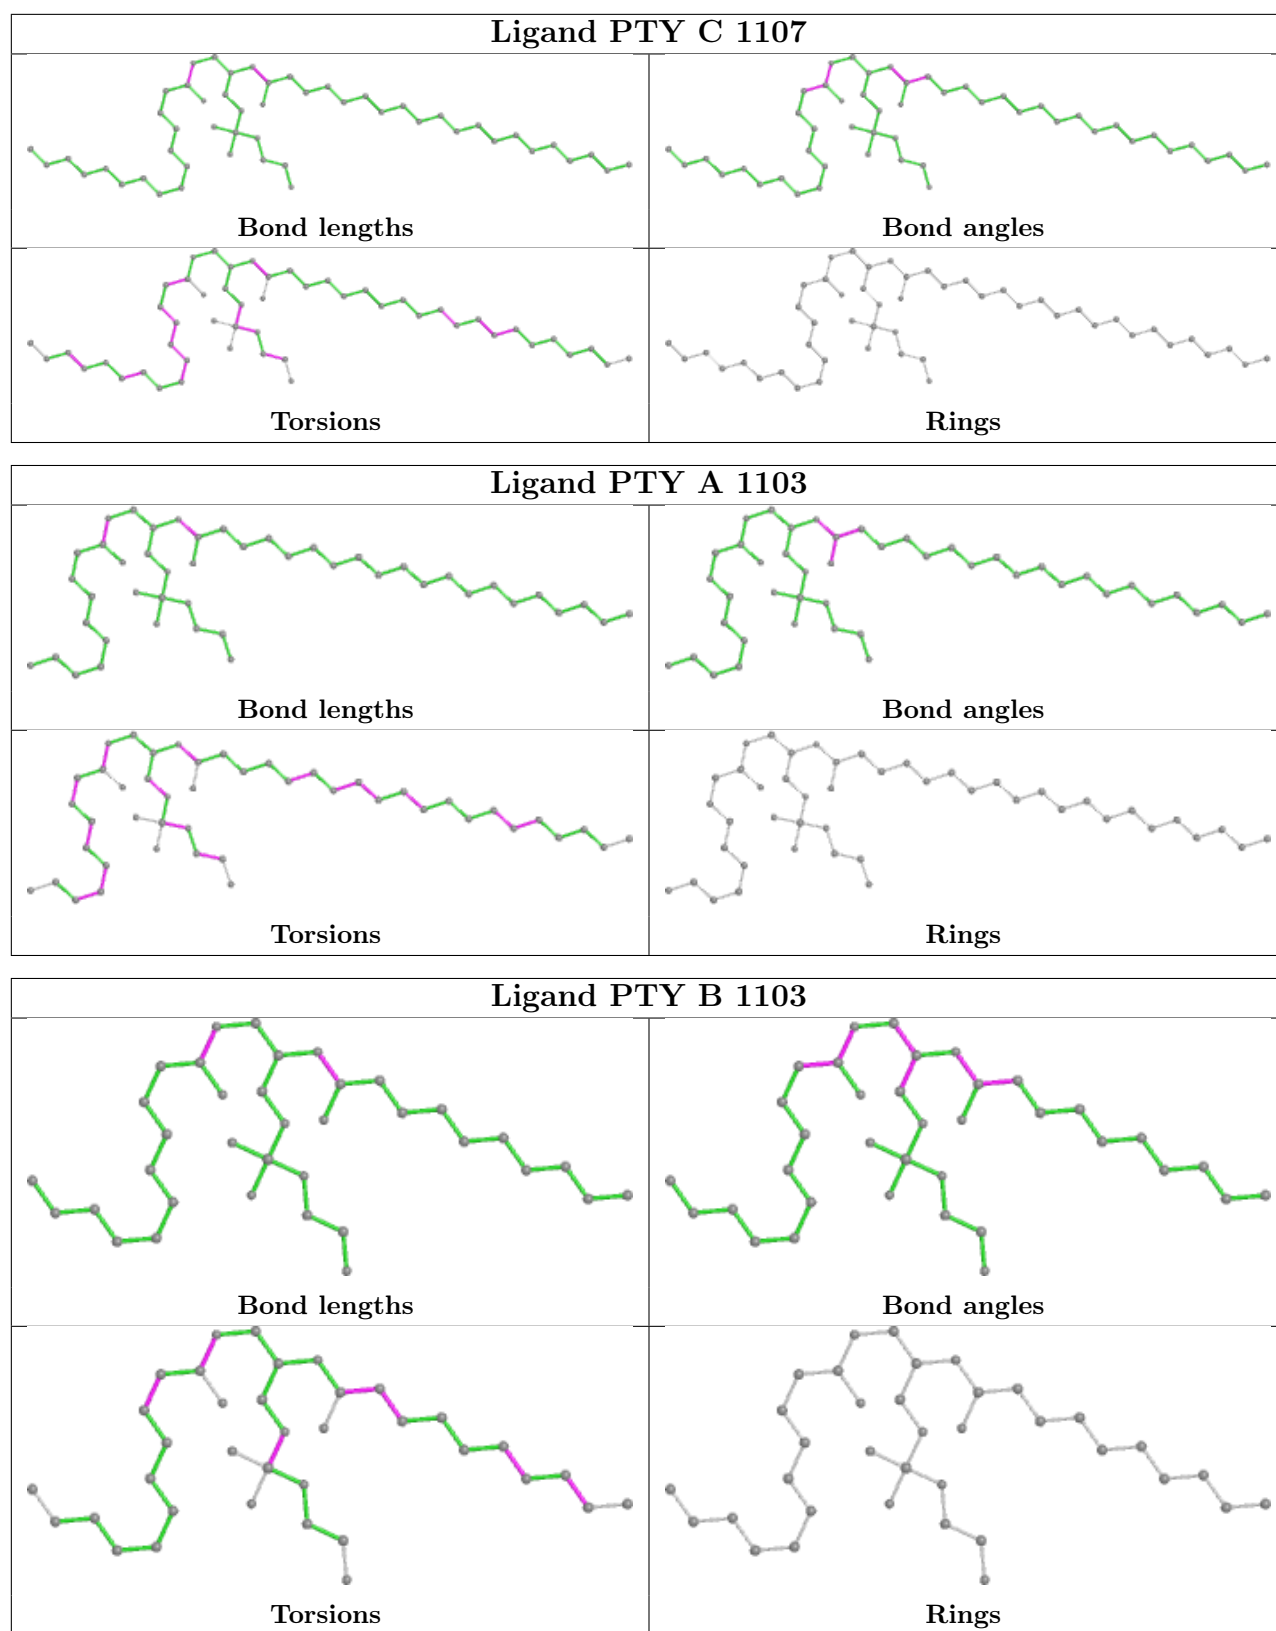 Ligand PTY C 1107
Bond lengths
Bond angles
Torsions
Rings
Ligand PTY A 1103
Bond lengths
Bond angles
Torsions
Rings
Ligand PTY B 1103
Bond lengths
Bond angles
Torsions
Rings